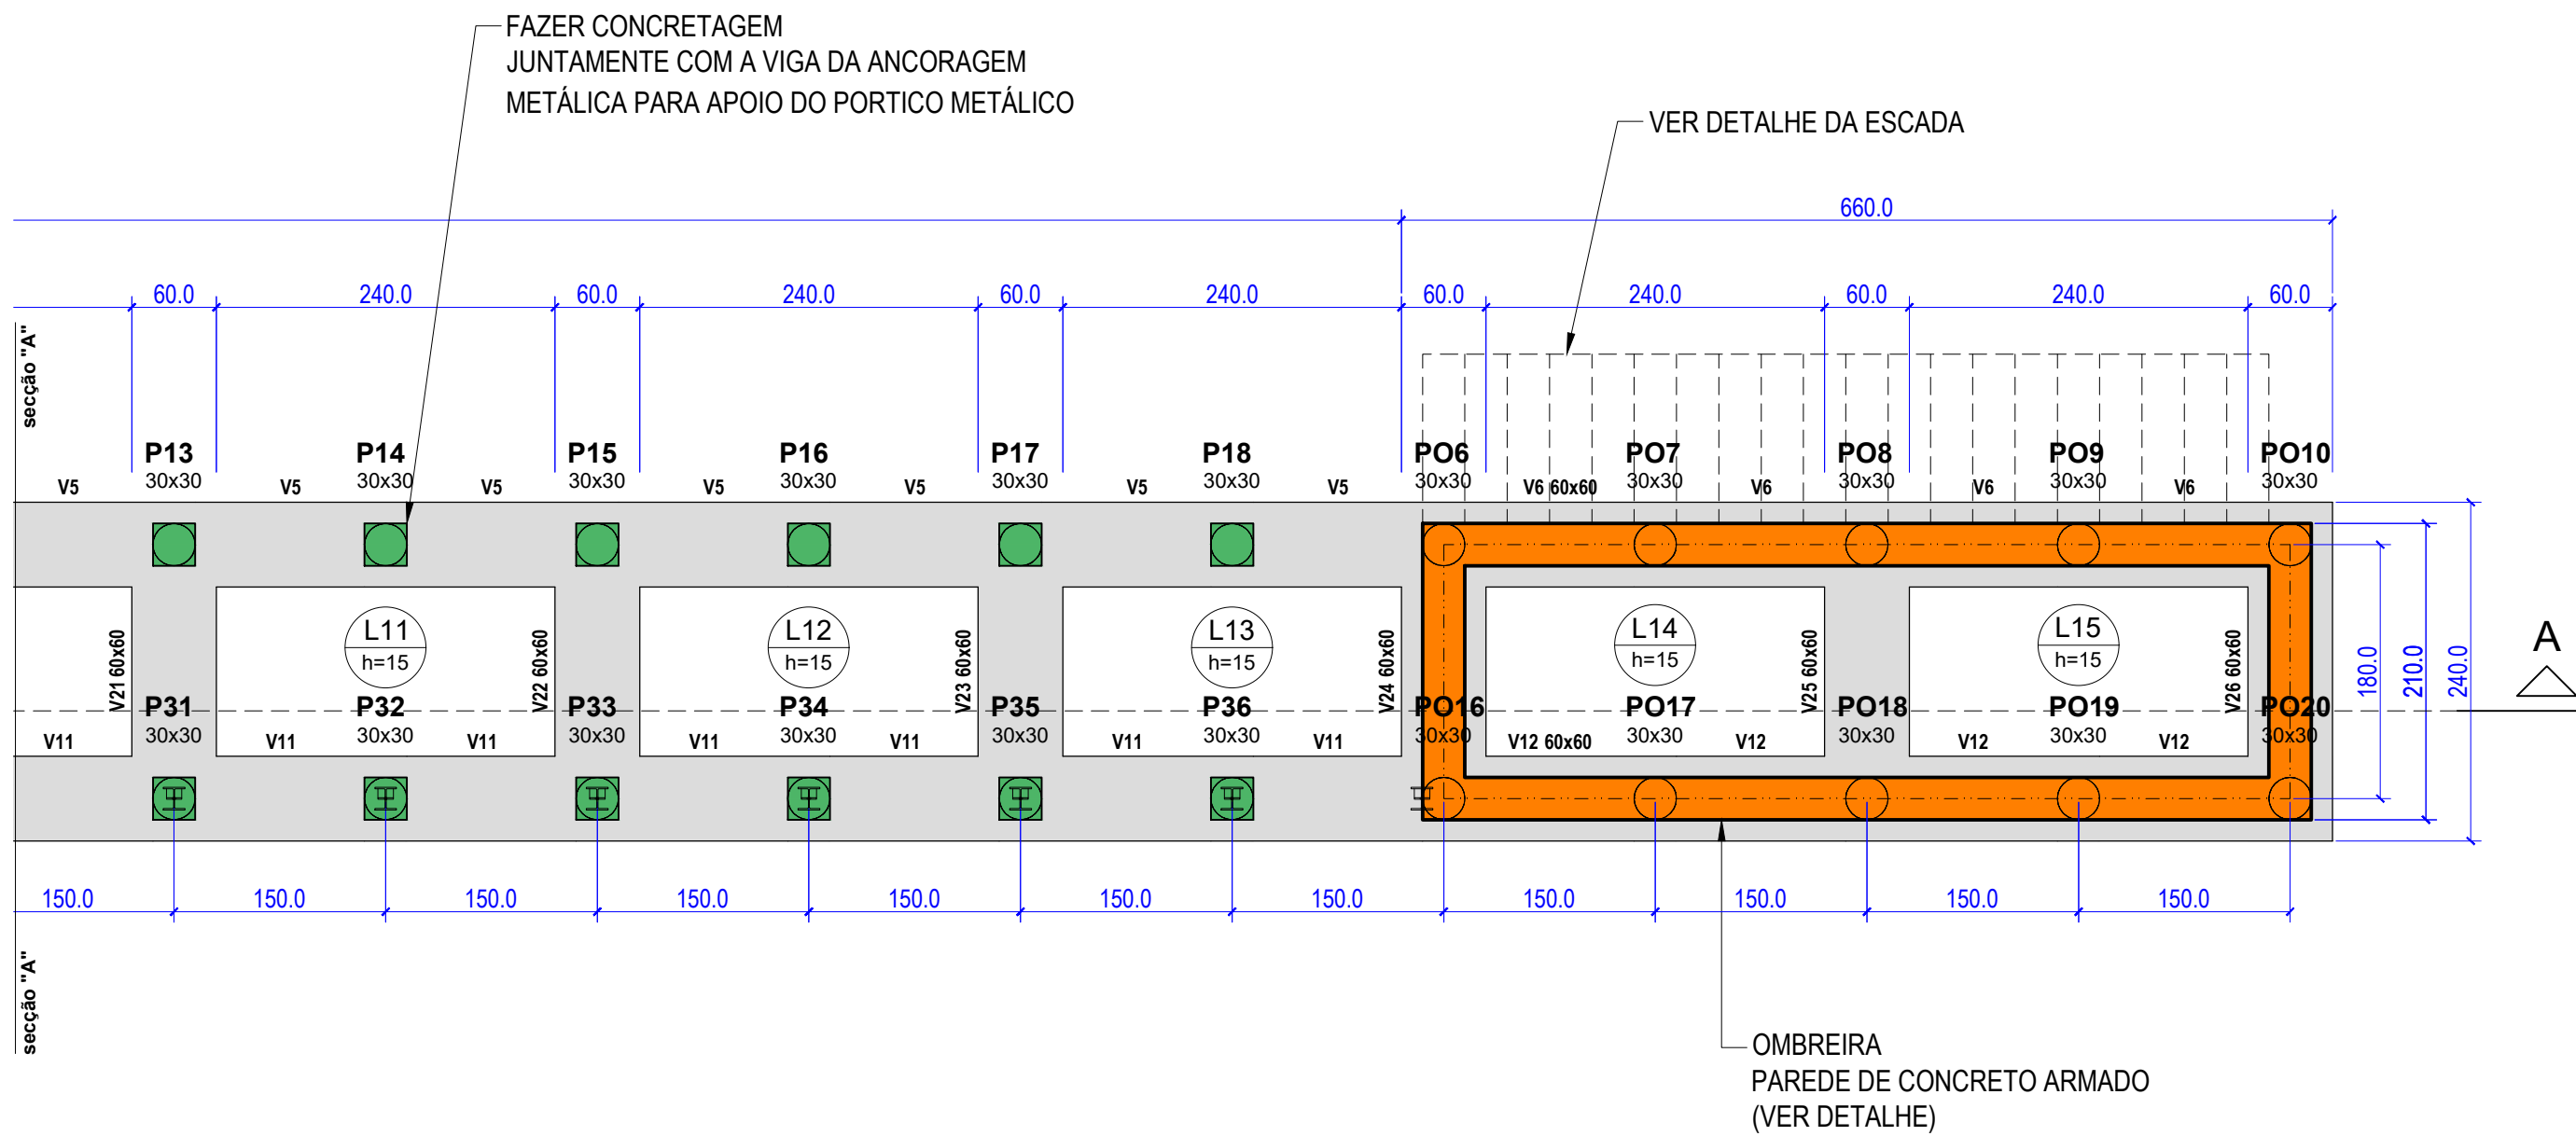 FAZER CONCRETAGEM
JUNTAMENTE COM A VIGA DA ANCORAGEM
METÁLICA PARA APOIO DO PORTICO METÁLICO
VER DETALHE DA ESCADA
660.0
60.0 240.0 60.0 240.0 60.0 240.0 60.0 240.0 60.0 240.0 60.0
secção "A"
P13 P14 P15 P16 P17 P18 PO6 PO7 PO8 PO9 PO10
30x30 30x30 30x30 30x30 30x30 30x30 30x30 30x30 30x30 30x30 30x30
V5 V5 V5 V5 V5 V5 V5 V6 60x60 V6 V6 V6
L11 L12 L13 L14 L15
h=15 h=15 h=15 h=15 h=15
V21 60x60 V22 60x60 V23 60x60 V24 60x60 V25 60x60 V26 60x60
180.0 210.0 240.0
A
P31 P32 P33 P34 P35 P36 PO16 PO17 PO18 PO19 PO20
30x30 30x30 30x30 30x30 30x30 30x30 30x30 30x30 30x30 30x30 30x30
V11 V11 V11 V11 V11 V11 V11 V12 60x60 V12 V12 V12
150.0 150.0 150.0 150.0 150.0 150.0 150.0 150.0 150.0 150.0 150.0
secção "A"
OMBREIRA
PAREDE DE CONCRETO ARMADO
(VER DETALHE)